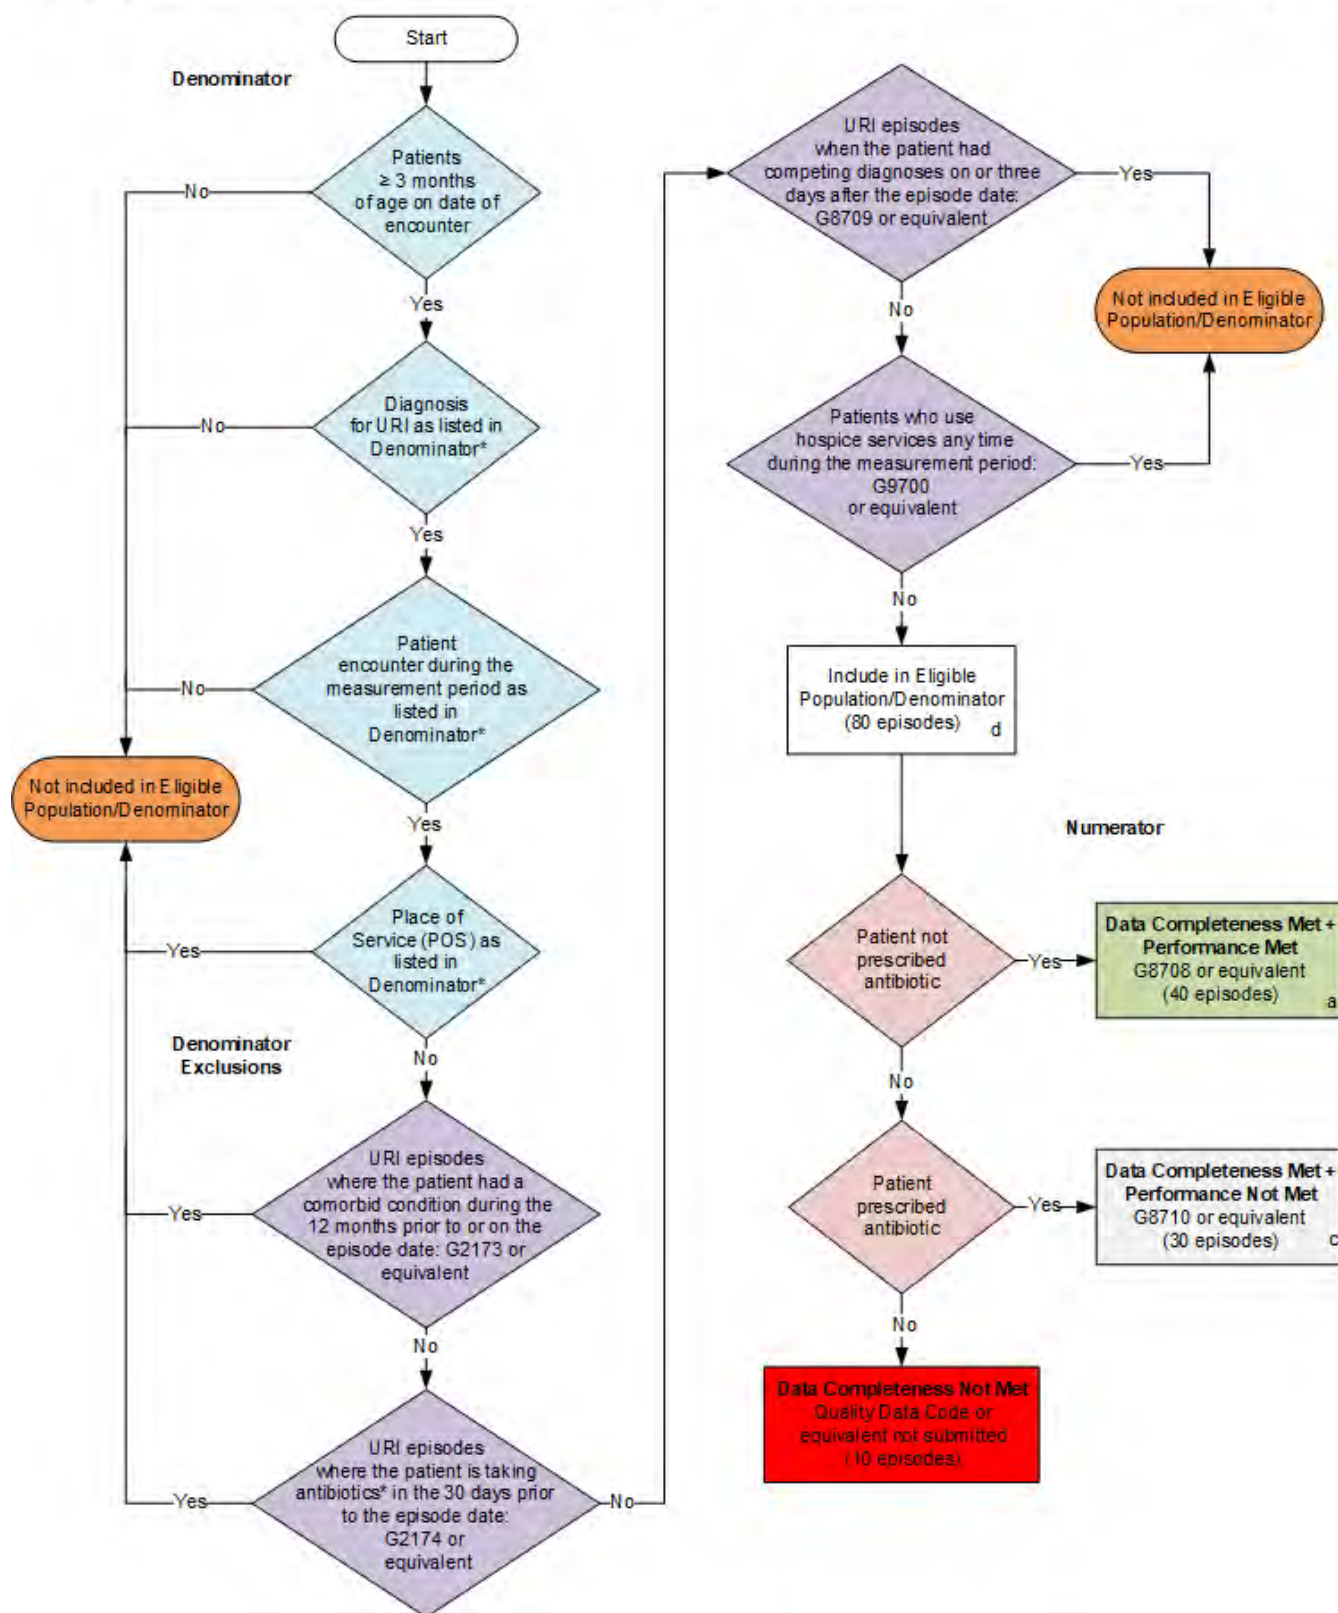 Start
Denominator
Patients
≥ 3 months
of age on date of
encounter
No
Yes
Diagnosis
for URI as listed in
Denominator*
No
Yes
Patient
encounter during the
measurement period as
listed in
Denominator*
No
Not included in Eligible
Population/Denominator
Yes
Place of
Service (POS) as
listed in
Denominator*
Yes
Denominator
Exclusions
No
URI episodes
where the patient had a
comorbid condition during the
12 months prior to or on the
episode date: G2173 or
equivalent
Yes
No
URI episodes
where the patient is taking
antibiotics* in the 30 days prior
to the episode date:
G2174 or
equivalent
Yes
No
URI episodes
when the patient had
competing diagnoses on or three
days after the episode date:
G8709 or equivalent
Yes
Not included in Eligible
Population/Denominator
No
Patients who use
hospice services any time
during the measurement period:
G9700
or equivalent
Yes
No
Include in Eligible
Population/Denominator
(80 episodes)
d
Numerator
Patient not
prescribed
antibiotic
Yes
Data Completeness Met +
Performance Met
G8708 or equivalent
(40 episodes)
a
No
Patient
prescribed
antibiotic
Yes
Data Completeness Met +
Performance Not Met
G8710 or equivalent
(30 episodes)
c
No
Data Completeness Not Met
Quality Data Code or
equivalent not submitted
(10 episodes)